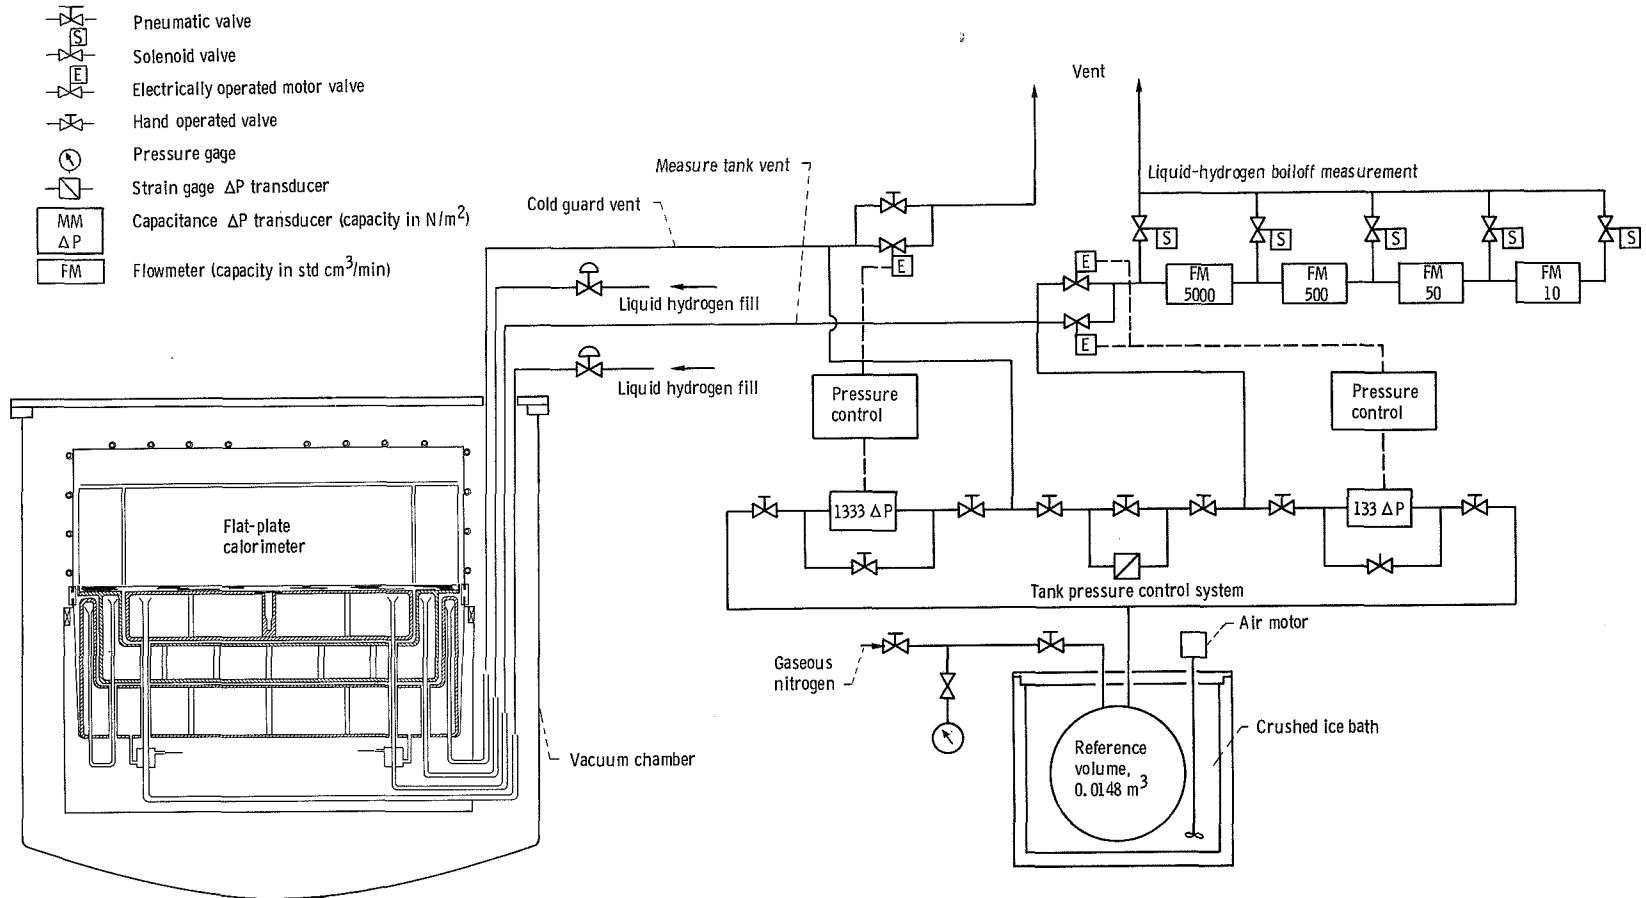 Pneumatic valve
S
Solenoid valve
E
Electrically operated motor valve
Hand operated valve
Pressure gage
Strain gage ΔP transducer
MM
ΔP
Capacitance ΔP transducer (capacity in N/m²)
FM
Flowmeter (capacity in std cm³/min)
Vent
Measure tank vent
Cold guard vent
Liquid-hydrogen boiloff measurement
S
S
S
S
S
E
E
E
FM
5000
FM
500
FM
50
FM
10
Liquid hydrogen fill
Liquid hydrogen fill
Pressure
control
Pressure
control
1333 ΔP
133 ΔP
Flat-plate
calorimeter
Tank pressure control system
Air motor
Gaseous
nitrogen
Crushed ice bath
Reference
volume,
0.0148 m³
Vacuum chamber